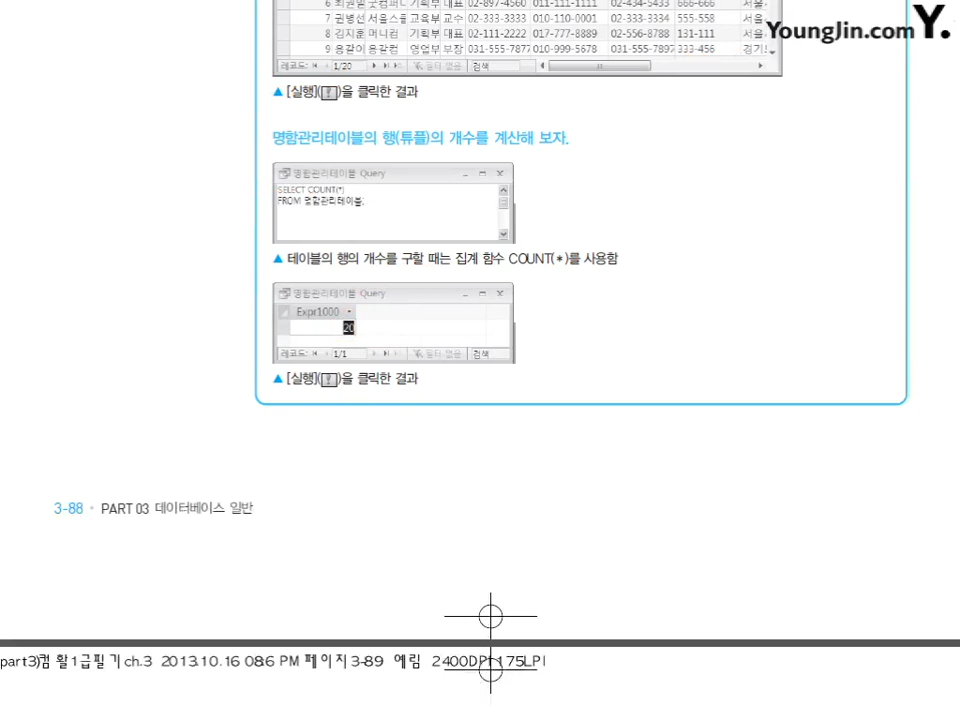 6 최권일 굿컴퍼니 기획부 대표 02-897-4560 011-111-1111 02-434-5433 666-666 서울
7 권병선 서울스쿨 교육부 교수 02-333-3333 010-110-0001 02-333-3334 555-558 서울
8 김지훈 머니컴 기획부 대표 02-111-2222 017-777-8889 02-556-8788 131-111 서울
9 용갈이 용갈컴 영업부 부장 031-555-7877 010-999-5678 031-555-7897 333-456 경기도
레코드: 1/20 필터 없음 검색
YoungJin.com Y.
▲ [실행](!)을 클릭한 결과
명함관리테이블의 행(튜플)의 개수를 계산해 보자.
명함관리테이블 Query
SELECT COUNT(*)
FROM 명함관리테이블;
▲ 테이블의 행의 개수를 구할 때는 집계 함수 COUNT(*)를 사용함
명함관리테이블 Query
Expr1000
20
레코드: 1/1 필터 없음 검색
▲ [실행](!)을 클릭한 결과
3-88 • PART 03 데이터베이스 일반
part3)컴활1급필기ch.3 2013.10.16 08:6 PM 페이지3-89 예림 2400DPI 175LPI